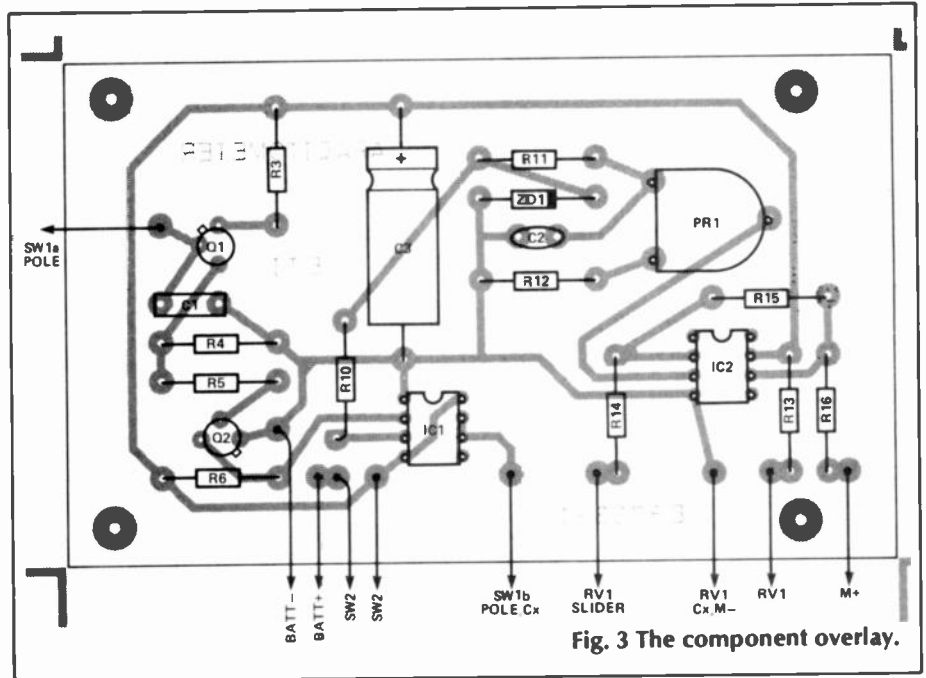 R3
+
R11
ZD1
C2
R12
PR1
SW1a
POLE
Q1
C1
R4
R5
Q2
R6
R10
IC1
R15
IC2
R14
R13
R16
BATT−
BATT+
SW2
SW2
SW1b
POLE, Cx
RV1
SLIDER
RV1
Cx, M−
RV1
M+
Fig. 3 The component overlay.